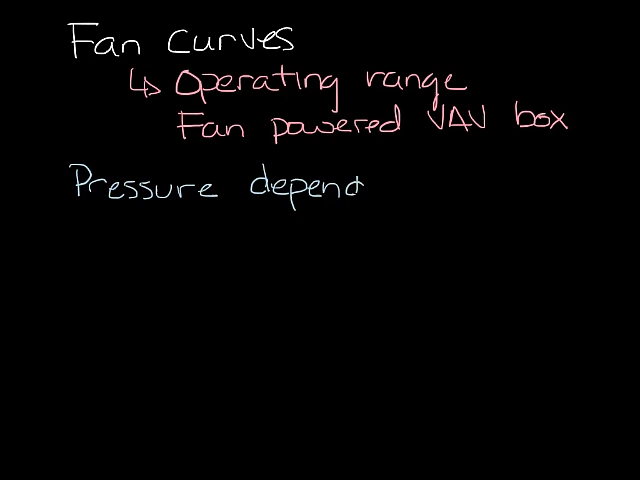 Fan curves
↳ Operating range
Fan powered VAV box
Pressure depend